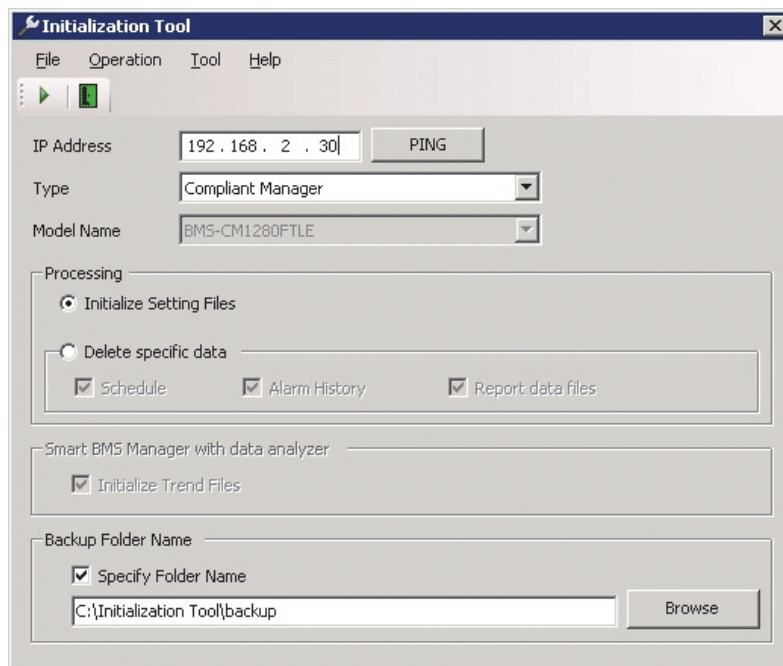 Initialization Tool
File Operation Tool Help
IP Address 192 . 168 . 2 . 30 PING
Type Compliant Manager
Model Name BMS-CM1280FTLE
Processing
Initialize Setting Files
Delete specific data
Schedule Alarm History Report data files
Smart BMS Manager with data analyzer
Initialize Trend Files
Backup Folder Name
Specify Folder Name
C:\Initialization Tool\backup Browse